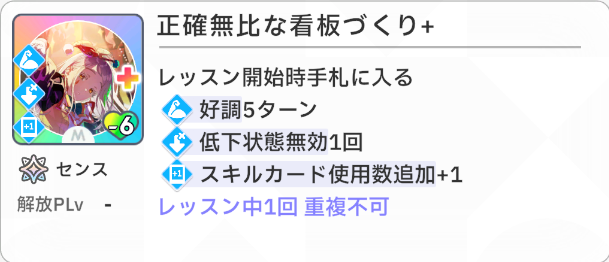 正確無比な看板づくり+
レッスン開始時手札に入る
好調5ターン
低下状態無効1回
+1 スキルカード使用数追加+1
レッスン中1回 重複不可
+1
-6
M
センス
解放PLv -